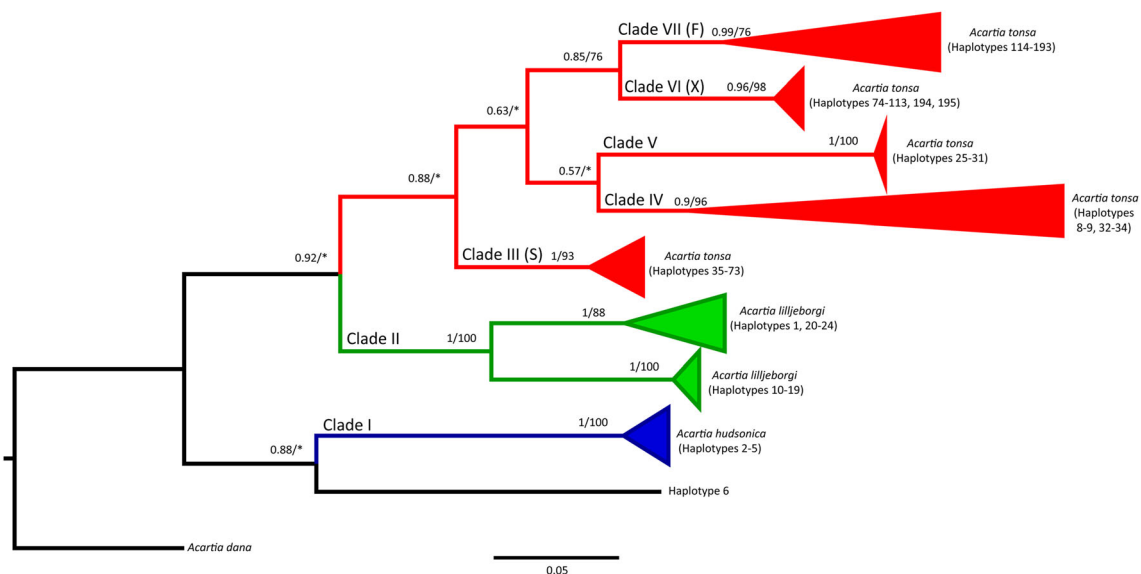 Clade VII (F)
0.99/76
Acartia tonsa
(Haplotypes 114-193)
0.85/76
Clade VI (X)
0.96/98
Acartia tonsa
(Haplotypes 74-113, 194, 195)
0.63/*
Clade V
1/100
Acartia tonsa
(Haplotypes 25-31)
0.57/*
Clade IV
0.9/96
Acartia tonsa
(Haplotypes
8-9, 32-34)
0.88/*
Clade III (S)
1/93
Acartia tonsa
(Haplotypes 35-73)
0.92/*
1/88
Acartia lilljeborgi
(Haplotypes 1, 20-24)
Clade II
1/100
1/100
Acartia lilljeborgi
(Haplotypes 10-19)
Clade I
1/100
Acartia hudsonica
(Haplotypes 2-5)
0.88/*
Haplotype 6
Acartia dana
0.05